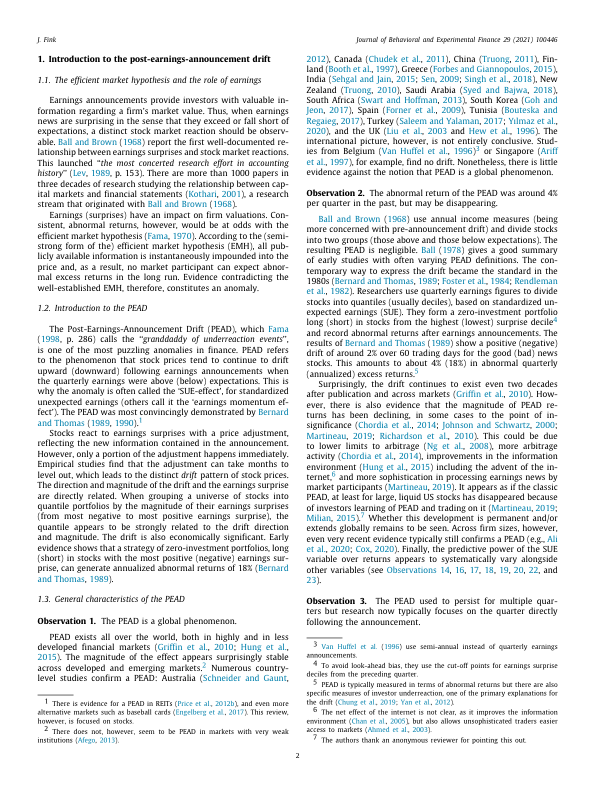 J. Fink
Journal of Behavioral and Experimental Finance 29 (2021) 100446
1. Introduction to the post-earnings-announcement drift
1.1. The efficient market hypothesis and the role of earnings
Earnings announcements provide investors with valuable in-
formation regarding a firm's market value. Thus, when earnings
news are surprising in the sense that they exceed or fall short of
expectations, a distinct stock market reaction should be observ-
able. Ball and Brown (1968) report the first well-documented re-
lationship between earnings surprises and stock market reactions.
This launched "the most concerted research effort in accounting
history" (Lev, 1989, p. 153). There are more than 1000 papers in
three decades of research studying the relationship between cap-
ital markets and financial statements (Kothari, 2001), a research
stream that originated with Ball and Brown (1968).
Earnings (surprises) have an impact on firm valuations. Con-
sistent, abnormal returns, however, would be at odds with the
efficient market hypothesis (Fama, 1970). According to the (semi-
strong form of the) efficient market hypothesis (EMH), all pub-
licly available information is instantaneously impounded into the
price and, as a result, no market participant can expect abnor-
mal excess returns in the long run. Evidence contradicting the
well-established EMH, therefore, constitutes an anomaly.
1.2. Introduction to the PEAD
The Post-Earnings-Announcement Drift (PEAD), which Fama
(1998, p. 286) calls the "granddaddy of underreaction events",
is one of the most puzzling anomalies in finance. PEAD refers
to the phenomenon that stock prices tend to continue to drift
upward (downward) following earnings announcements when
the quarterly earnings were above (below) expectations. This is
why the anomaly is often called the 'SUE-effect', for standardized
unexpected earnings (others call it the 'earnings momentum ef-
fect'). The PEAD was most convincingly demonstrated by Bernard
and Thomas (1989, 1990).1
Stocks react to earnings surprises with a price adjustment,
reflecting the new information contained in the announcement.
However, only a portion of the adjustment happens immediately.
Empirical studies find that the adjustment can take months to
level out, which leads to the distinct drift pattern of stock prices.
The direction and magnitude of the drift and the earnings surprise
are directly related. When grouping a universe of stocks into
quantile portfolios by the magnitude of their earnings surprises
(from most negative to most positive earnings surprise), the
quantile appears to be strongly related to the drift direction
and magnitude. The drift is also economically significant. Early
evidence shows that a strategy of zero-investment portfolios, long
(short) in stocks with the most positive (negative) earnings sur-
prise, can generate annualized abnormal returns of 18% (Bernard
and Thomas, 1989).
1.3. General characteristics of the PEAD
Observation 1. The PEAD is a global phenomenon.
PEAD exists all over the world, both in highly and in less
developed financial markets (Griffin et al., 2010; Hung et al.,
2015). The magnitude of the effect appears surprisingly stable
across developed and emerging markets.2 Numerous country-
level studies confirm a PEAD: Australia (Schneider and Gaunt,
1 There is evidence for a PEAD in REITs (Price et al., 2012b), and even more
alternative markets such as baseball cards (Engelberg et al., 2017). This review,
however, is focused on stocks.
2 There does not, however, seem to be PEAD in markets with very weak
institutions (Afego, 2013).
2012), Canada (Chudek et al., 2011), China (Truong, 2011), Fin-
land (Booth et al., 1997), Greece (Forbes and Giannopoulos, 2015),
India (Sehgal and Jain, 2015; Sen, 2009; Singh et al., 2018), New
Zealand (Truong, 2010), Saudi Arabia (Syed and Bajwa, 2018),
South Africa (Swart and Hoffman, 2013), South Korea (Goh and
Jeon, 2017), Spain (Forner et al., 2009), Tunisia (Bouteska and
Regaieg, 2017), Turkey (Saleem and Yalaman, 2017; Yılmaz et al.,
2020), and the UK (Liu et al., 2003 and Hew et al., 1996). The
international picture, however, is not entirely conclusive. Stud-
ies from Belgium (Van Huffel et al., 1996)3 or Singapore (Ariff
et al., 1997), for example, find no drift. Nonetheless, there is little
evidence against the notion that PEAD is a global phenomenon.
Observation 2. The abnormal return of the PEAD was around 4%
per quarter in the past, but may be disappearing.
Ball and Brown (1968) use annual income measures (being
more concerned with pre-announcement drift) and divide stocks
into two groups (those above and those below expectations). The
resulting PEAD is negligible. Ball (1978) gives a good summary
of early studies with often varying PEAD definitions. The con-
temporary way to express the drift became the standard in the
1980s (Bernard and Thomas, 1989; Foster et al., 1984; Rendleman
et al., 1982). Researchers use quarterly earnings figures to divide
stocks into quantiles (usually deciles), based on standardized un-
expected earnings (SUE). They form a zero-investment portfolio
long (short) in stocks from the highest (lowest) surprise decile4
and record abnormal returns after earnings announcements. The
results of Bernard and Thomas (1989) show a positive (negative)
drift of around 2% over 60 trading days for the good (bad) news
stocks. This amounts to about 4% (18%) in abnormal quarterly
(annualized) excess returns.5
Surprisingly, the drift continues to exist even two decades
after publication and across markets (Griffin et al., 2010). How-
ever, there is also evidence that the magnitude of PEAD re-
turns has been declining, in some cases to the point of in-
significance (Chordia et al., 2014; Johnson and Schwartz, 2000;
Martineau, 2019; Richardson et al., 2010). This could be due
to lower limits to arbitrage (Ng et al., 2008), more arbitrage
activity (Chordia et al., 2014), improvements in the information
environment (Hung et al., 2015) including the advent of the in-
ternet,6 and more sophistication in processing earnings news by
market participants (Martineau, 2019). It appears as if the classic
PEAD, at least for large, liquid US stocks has disappeared because
of investors learning of PEAD and trading on it (Martineau, 2019;
Milian, 2015).7 Whether this development is permanent and/or
extends globally remains to be seen. Across firm sizes, however,
even very recent evidence typically still confirms a PEAD (e.g., Ali
et al., 2020; Cox, 2020). Finally, the predictive power of the SUE
variable over returns appears to systematically vary alongside
other variables (see Observations 14, 16, 17, 18, 19, 20, 22, and
23).
Observation 3. The PEAD used to persist for multiple quar-
ters but research now typically focuses on the quarter directly
following the announcement.
3 Van Huffel et al. (1996) use semi-annual instead of quarterly earnings
announcements.
4 To avoid look-ahead bias, they use the cut-off points for earnings surprise
deciles from the preceding quarter.
5 PEAD is typically measured in terms of abnormal returns but there are also
specific measures of investor underreaction, one of the primary explanations for
the drift (Chung et al., 2019; Yan et al., 2012).
6 The net effect of the internet is not clear, as it improves the information
environment (Chan et al., 2005), but also allows unsophisticated traders easier
access to markets (Ahmed et al., 2003).
7 The authors thank an anonymous reviewer for pointing this out.
2